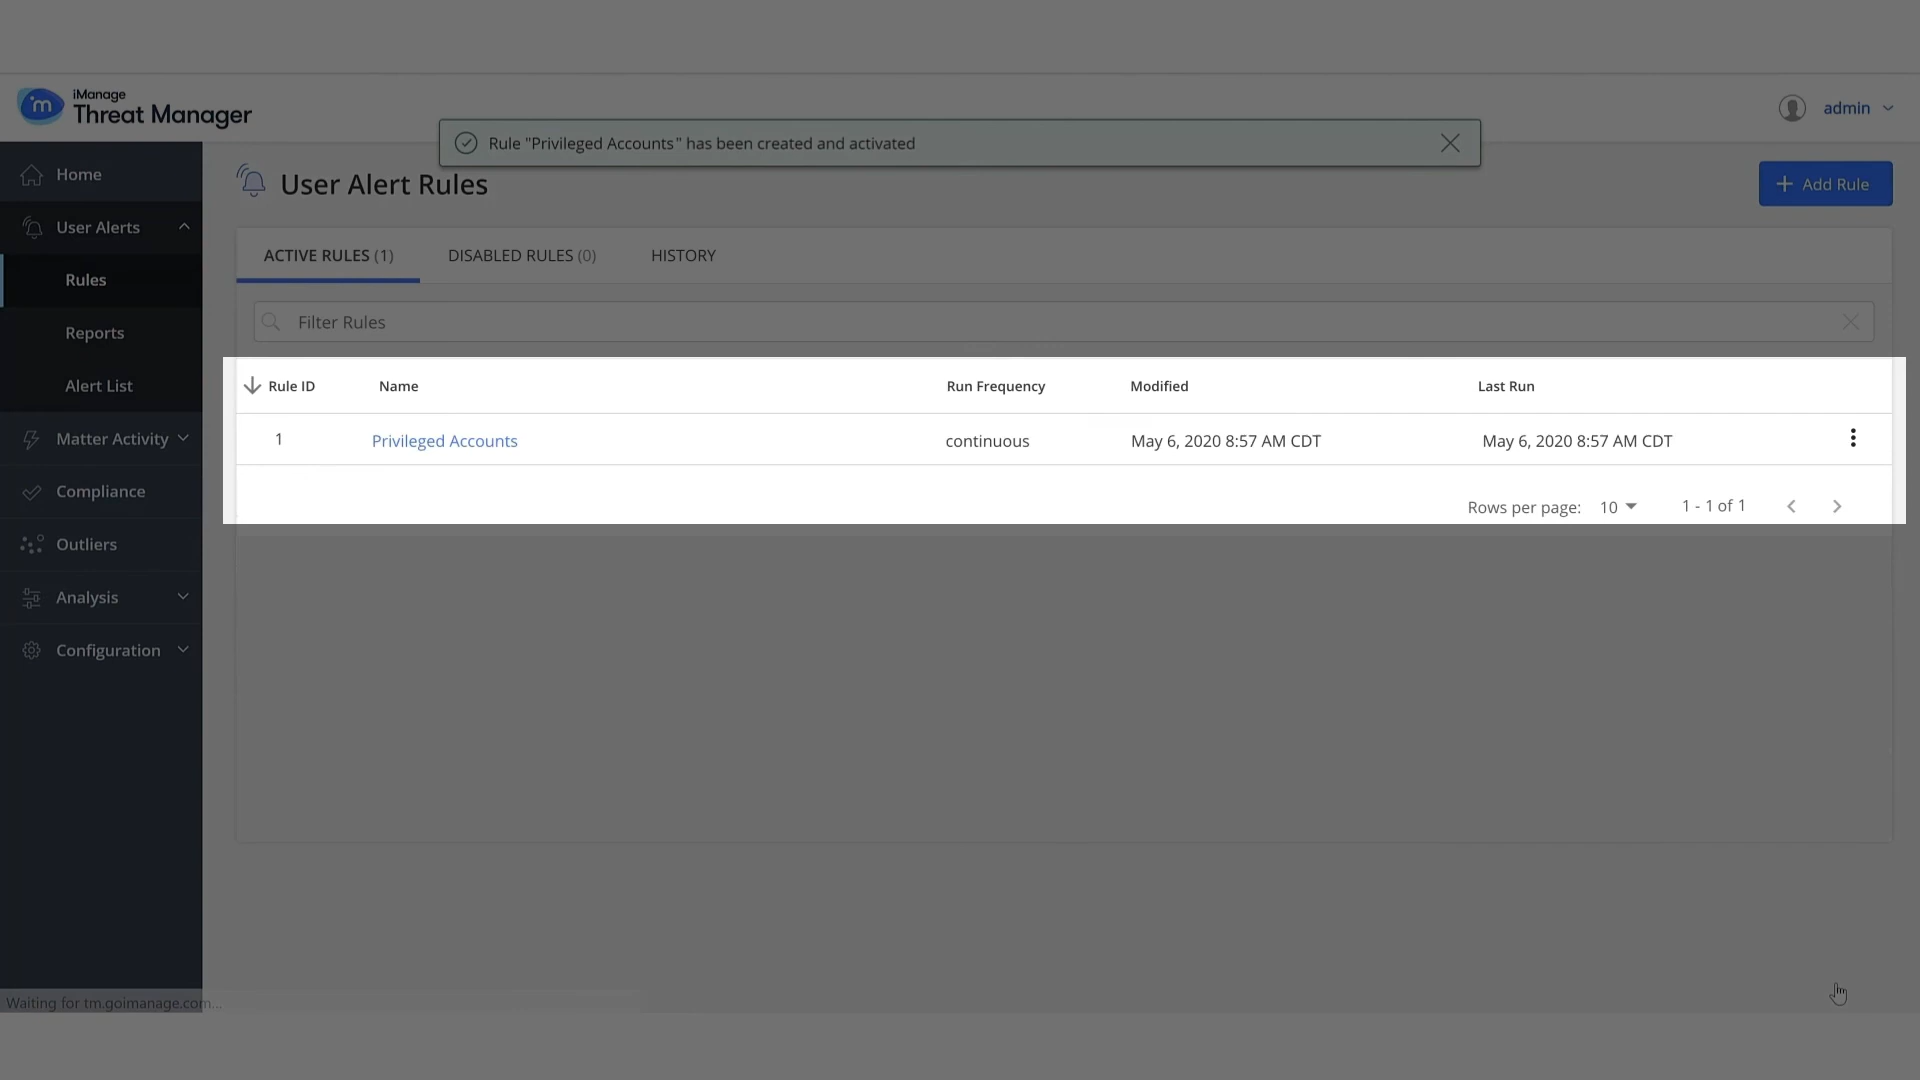 iManage
Threat Manager
admin
Rule "Privileged Accounts" has been created and activated
Home
User Alerts
Rules
Reports
Alert List
Matter Activity
Compliance
Outliers
Analysis
Configuration
User Alert Rules
+ Add Rule
ACTIVE RULES (1) DISABLED RULES (0) HISTORY
Filter Rules
Rule ID Name Run Frequency Modified Last Run
1 Privileged Accounts continuous May 6, 2020 8:57 AM CDT May 6, 2020 8:57 AM CDT
Rows per page: 10 1 - 1 of 1
Waiting for tm.goimanage.com...